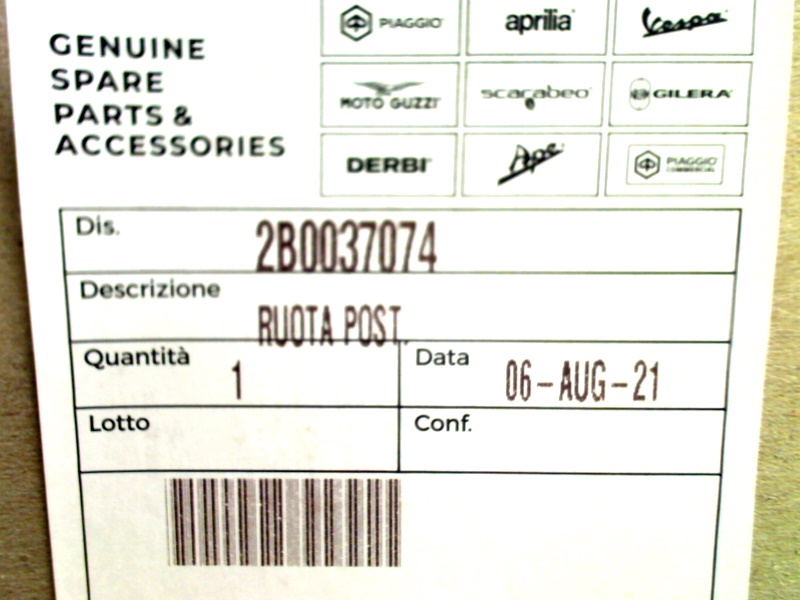 GENUINE
SPARE
PARTS &
ACCESSORIES
PIAGGIO
aprilia
Vespa
MOTO GUZZI
scarabeo
GILERA
DERBI
Ape
PIAGGIO
COMMERCIAL
Dis.
2B0037074
Descrizione
RUOTA POST.
Quantità
1
Data
06-AUG-21
Lotto
Conf.